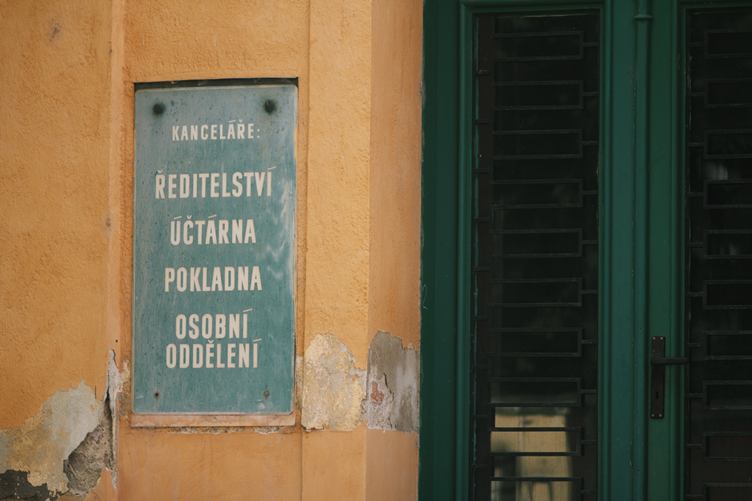 KANCELÁŘE:
ŘEDITELSTVÍ
ÚČTÁRNA
POKLADNA
OSOBNÍ
ODDĚLENÍ